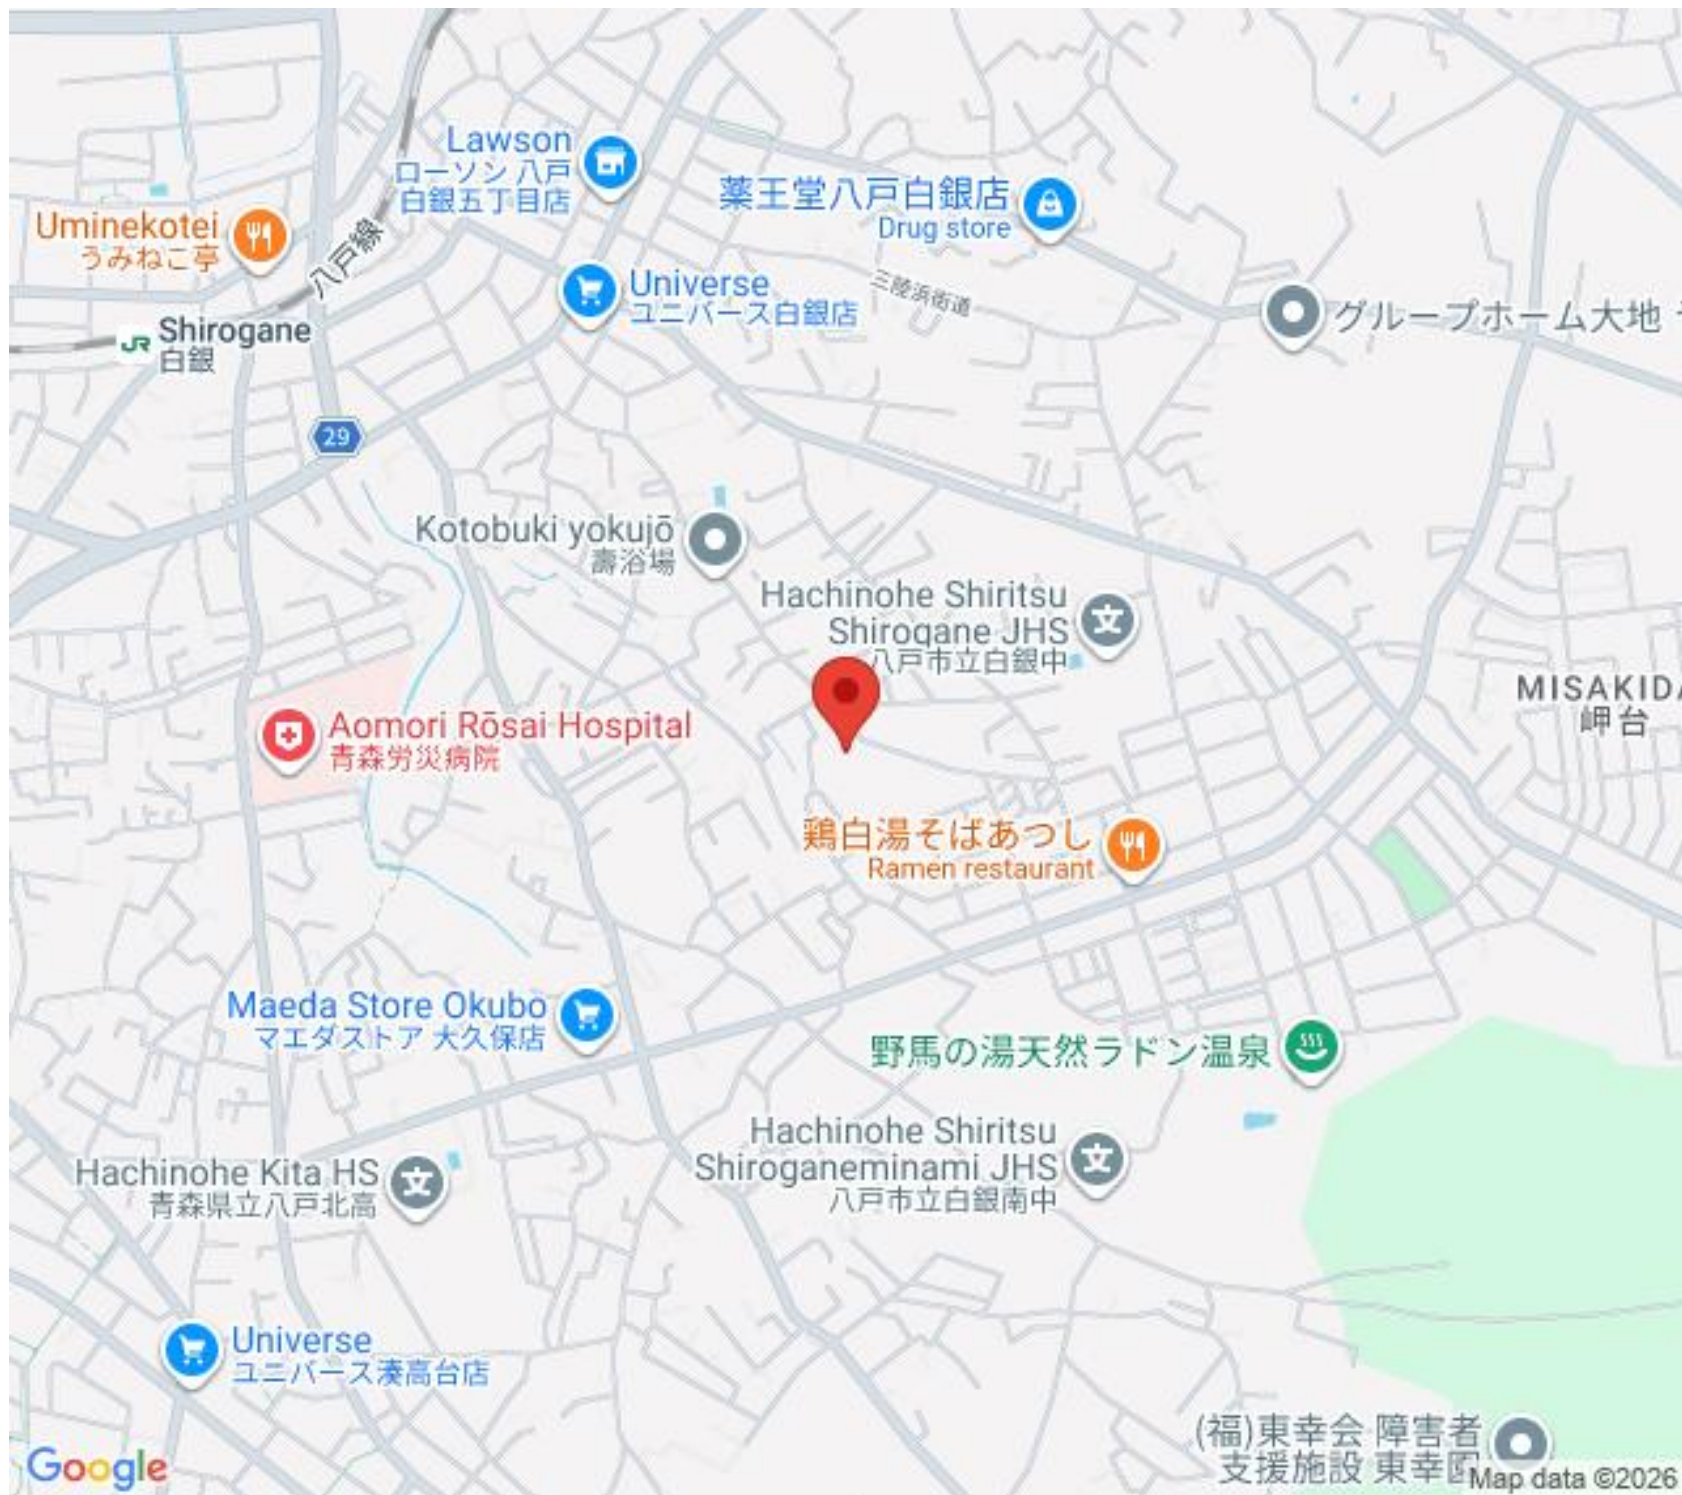 Lawson
ローソン 八戸
白銀五丁目店
薬王堂八戸白銀店
Drug store
Uminekotei
うみねこ亭
八戸線
Universe
ユニバース白銀店
三陸浜街道
グループホーム大地
JR Shirogane
白銀
29
Kotobuki yokujō
壽浴場
Hachinohe Shiritsu
Shirogane JHS
八戸市立白銀中
MISAKIDA
岬台
Aomori Rōsai Hospital
青森労災病院
鶏白湯そばあつし
Ramen restaurant
Maeda Store Okubo
マエダストア 大久保店
野馬の湯天然ラドン温泉
Hachinohe Shiritsu
Shiroganeminami JHS
八戸市立白銀南中
Hachinohe Kita HS
青森県立八戸北高
Universe
ユニバース湊高台店
(福)東幸会 障害者
支援施設 東幸園
Google
Map data ©2026